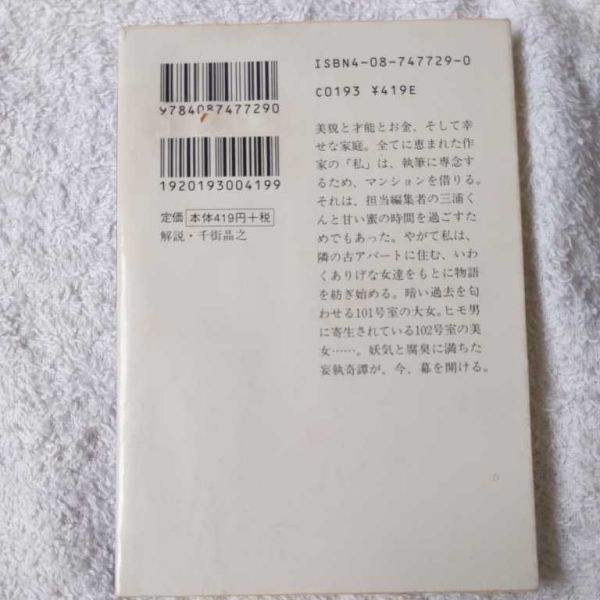 ISBN4-08-747729-0
C0193 ¥419E
9784087477290
1920193004199
定価 本体419円+税
解説・千街晶之
美貌と才能とお金、そして幸
せな家庭。全てに恵まれた作
家の「私」は、執筆に専念す
るため、マンションを借りる。
それは、担当編集者の三浦く
んと甘い蜜の時間を過ごすた
めでもあった。やがて私は、
隣の古アパートに住む、いわ
くありげな女達をもとに物語
を紡ぎ始める。暗い過去を匂
わせる101号室の大女。ヒモ男
に寄生されている102号室の美
女……。妖気と腐臭に満ちた
妄執奇譚が、今、幕を開ける。